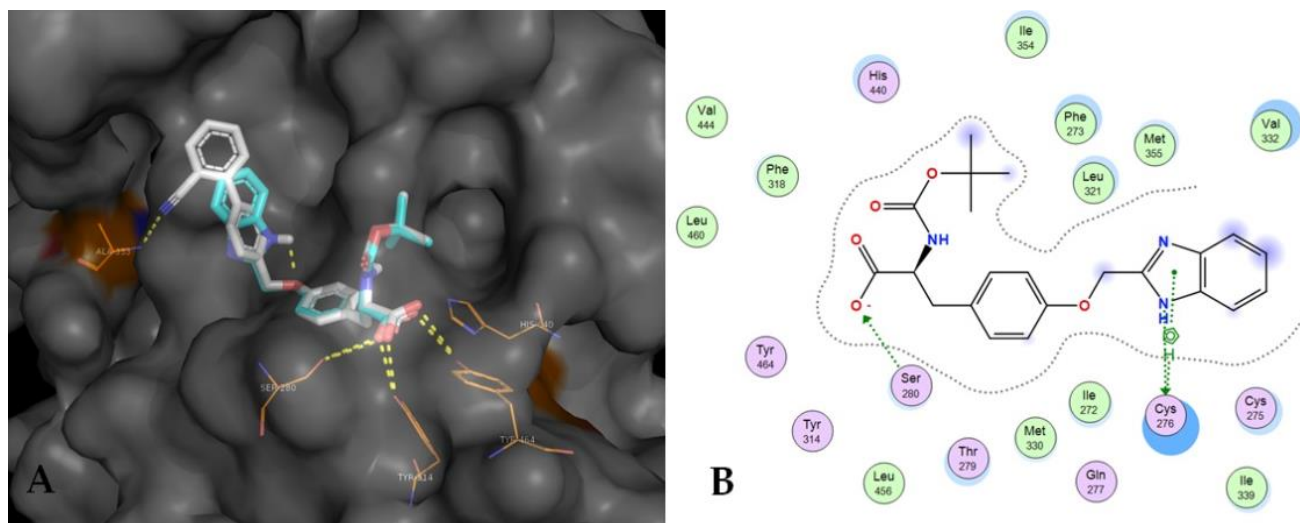 ALA 333
SER 280
HIS 440
TYR 464
TYR 314
A
Ile
354
His
440
Val
444
Phe
273
Met
355
Val
332
Phe
318
Leu
321
Leu
460
O
O
O
NH
O
O-
O
N
N
H
H
Tyr
464
Ser
280
Ile
272
Cys
276
Cys
275
Tyr
314
Met
330
Thr
279
Gln
277
Leu
456
Ile
339
B